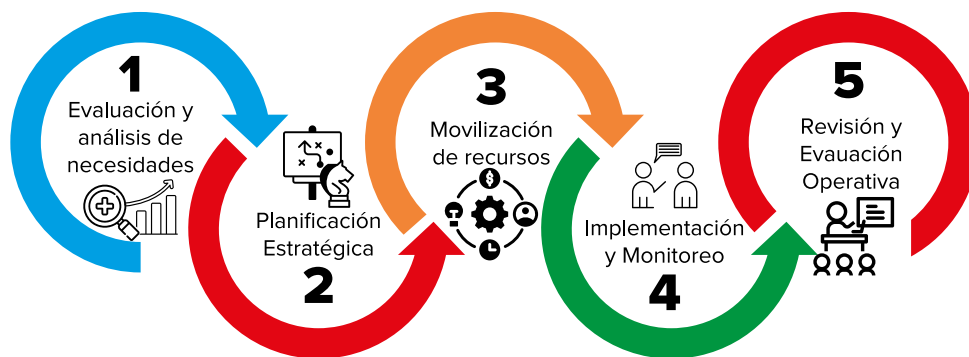 1
Evaluación y
análisis de
necesidades
Planificación
Estratégica
2
3
Movilización
de recursos
Implementación
y Monitoreo
4
5
Revisión y
Evauación
Operativa